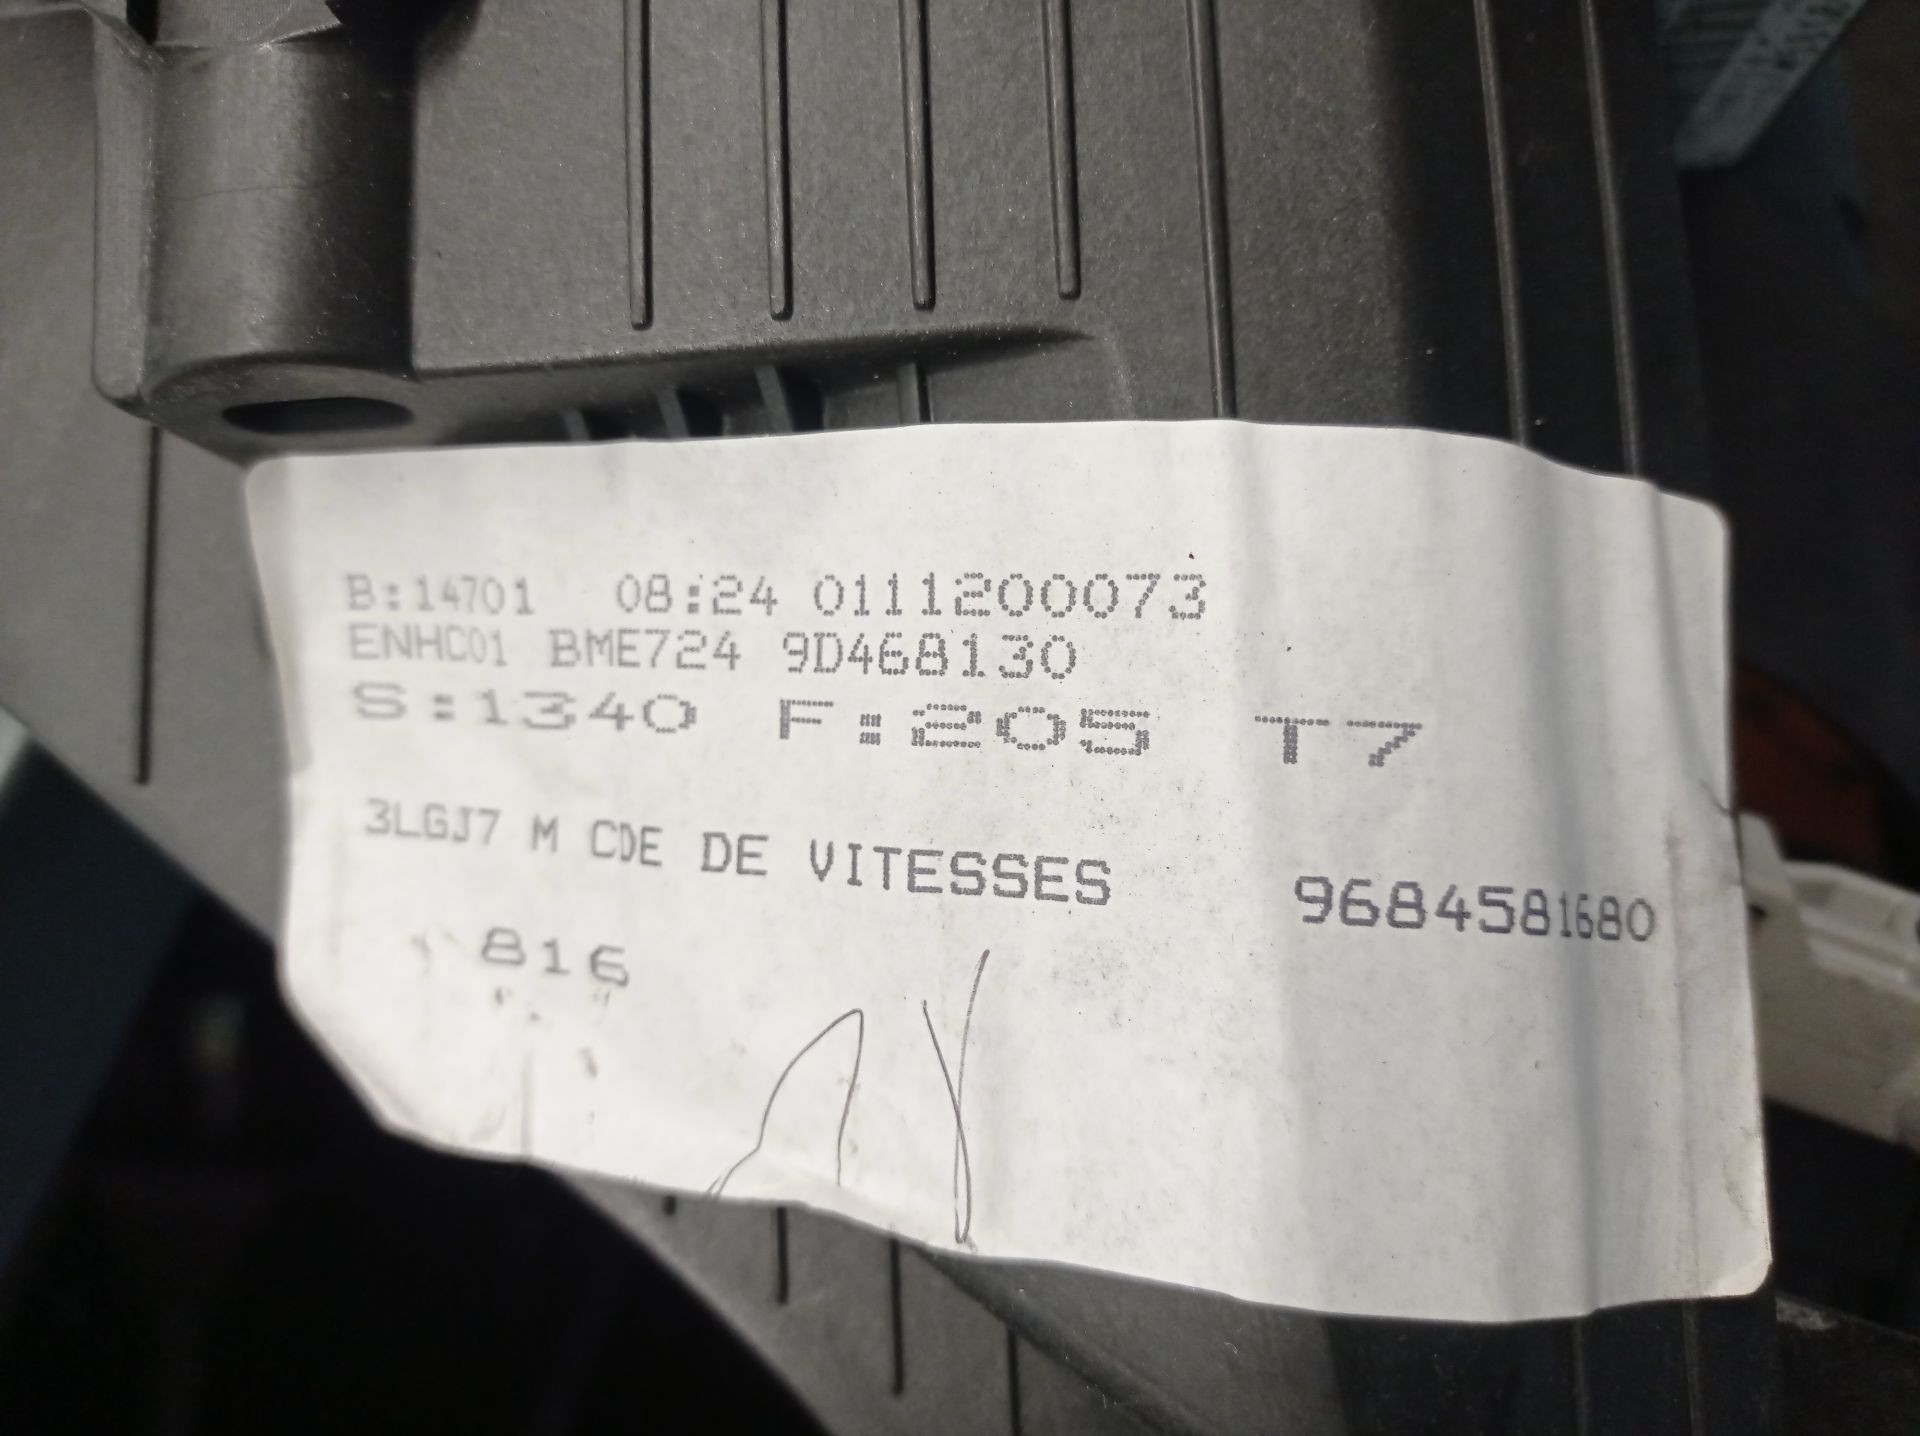 B:14701 08:24 0111200073
ENHC01 BME724 9D468130
S:1340 F:205 T7
3LGJ7 M CDE DE VITESSES 9684581680
816